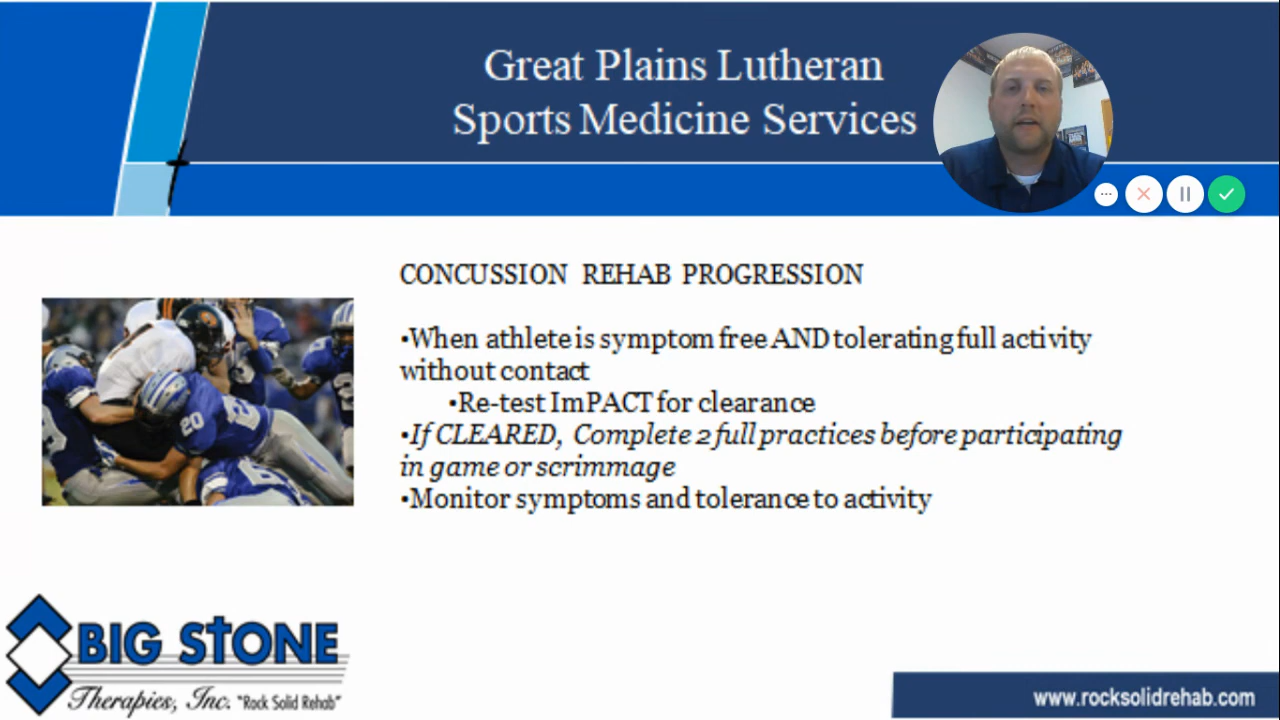 Great Plains Lutheran
Sports Medicine Services
CONCUSSION REHAB PROGRESSION
•When athlete is symptom free AND tolerating full activity
without contact
•Re-test ImPACT for clearance
•If CLEARED, Complete 2 full practices before participating
in game or scrimmage
•Monitor symptoms and tolerance to activity
20
BIG STONE
Therapies, Inc. "Rock Solid Rehab"
www.rocksolidrehab.com